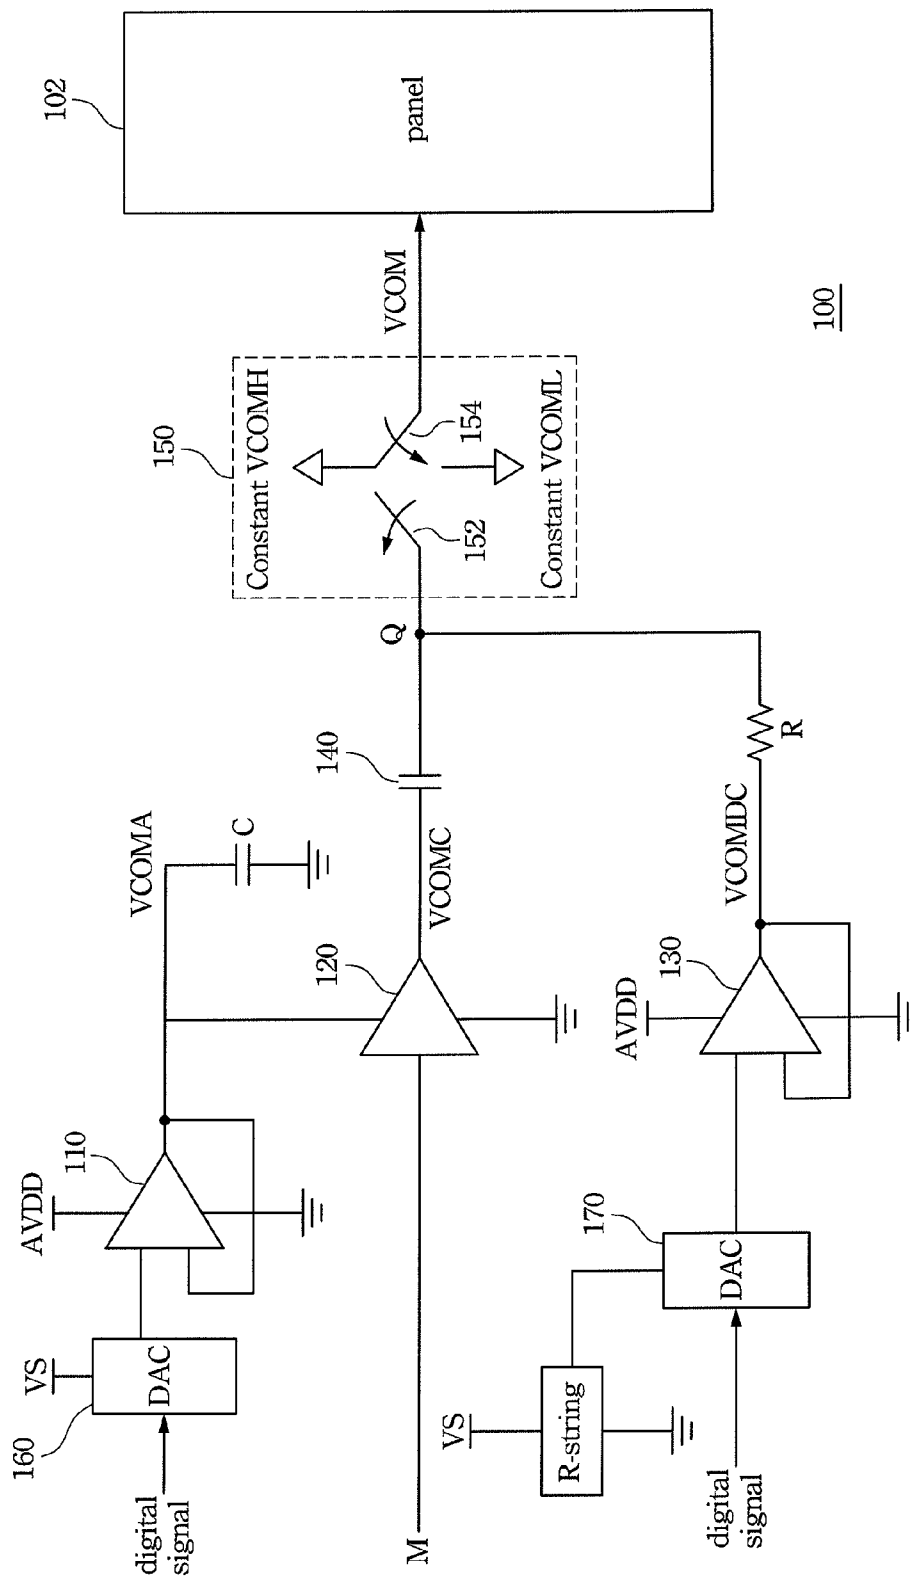 digital
signal
160
VS
DAC
AVDD
110
VCOMA
C
M
120
VCOMC
140
Q
150
Constant VCOMH
152
154
Constant VCOML
VCOM
102
panel
VS
R-string
digital
signal
170
DAC
AVDD
130
VCOMDC
R
100